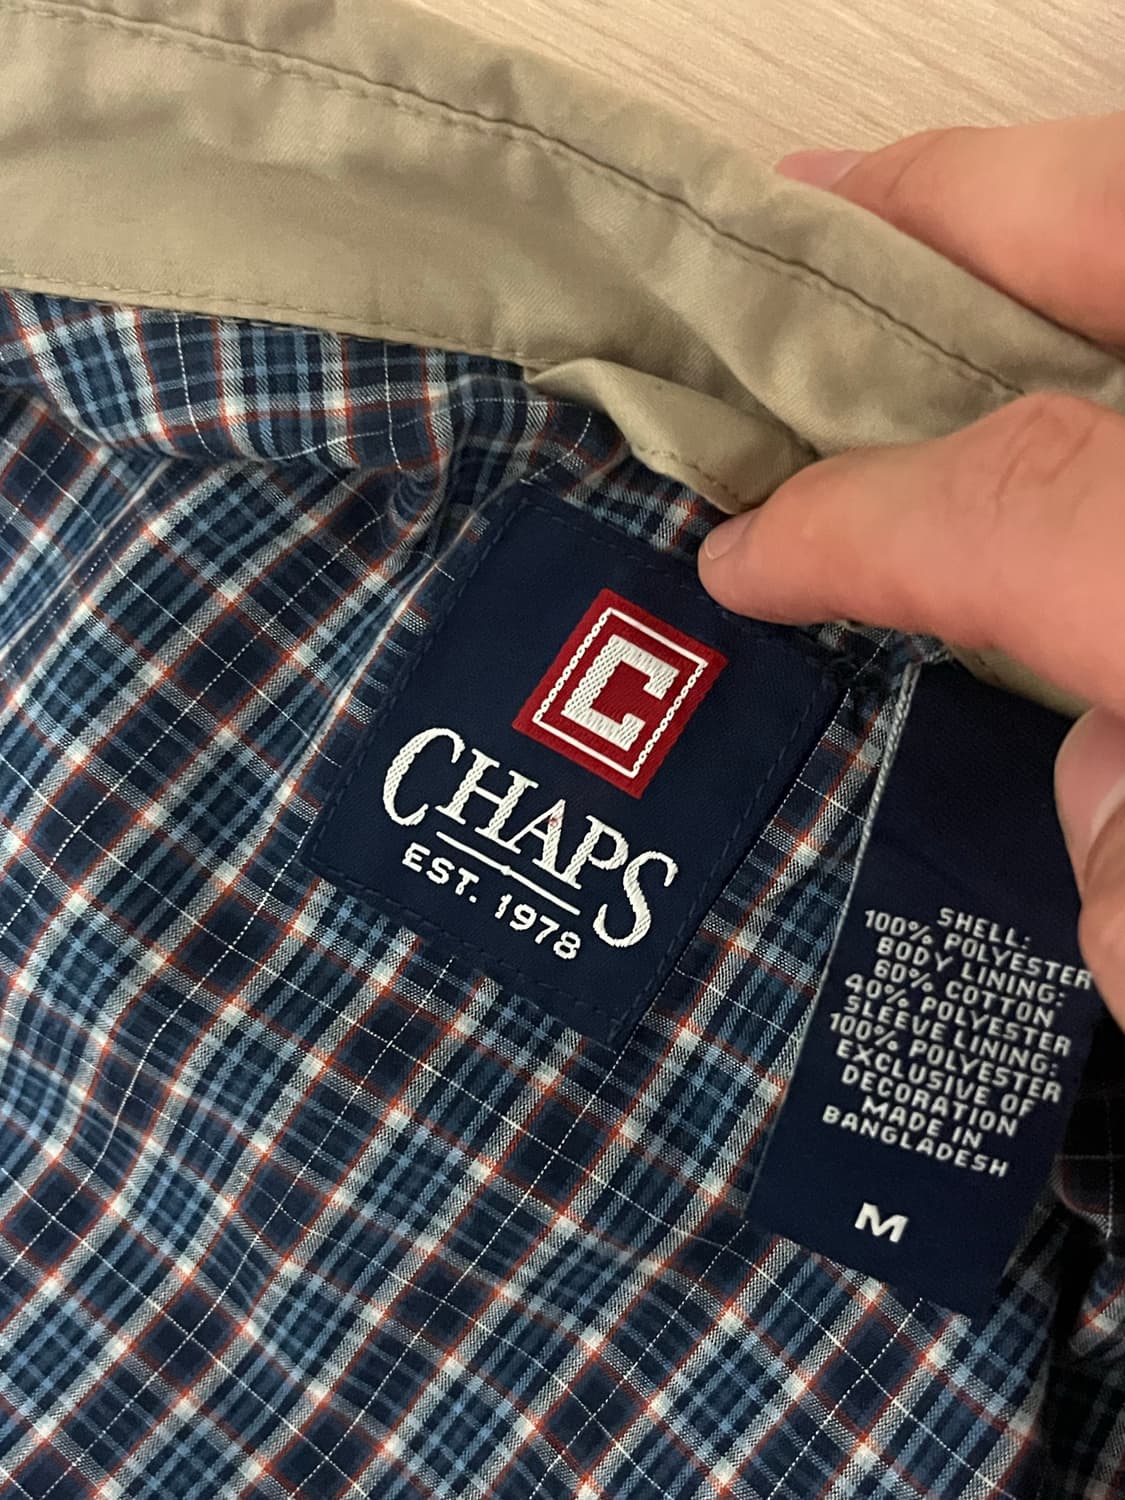 C
CHAPS
EST. 1978
SHELL:
100% POLYESTER
BODY LINING:
60% COTTON
40% POLYESTER
SLEEVE LINING:
100% POLYESTER
EXCLUSIVE OF
DECORATION
MADE IN
BANGLADESH
M